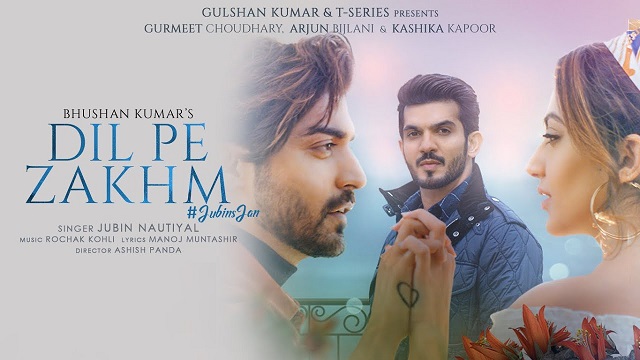 GULSHAN KUMAR & T-SERIES PRESENTS
GURMEET CHOUDHARY, ARJUN BIJLANI & KASHIKA KAPOOR
BHUSHAN KUMAR'S
DIL PE
ZAKHM
#JubinsJan
SINGER JUBIN NAUTIYAL
MUSIC ROCHAK KOHLI LYRICS MANOJ MUNTASHIR
DIRECTOR ASHISH PANDA